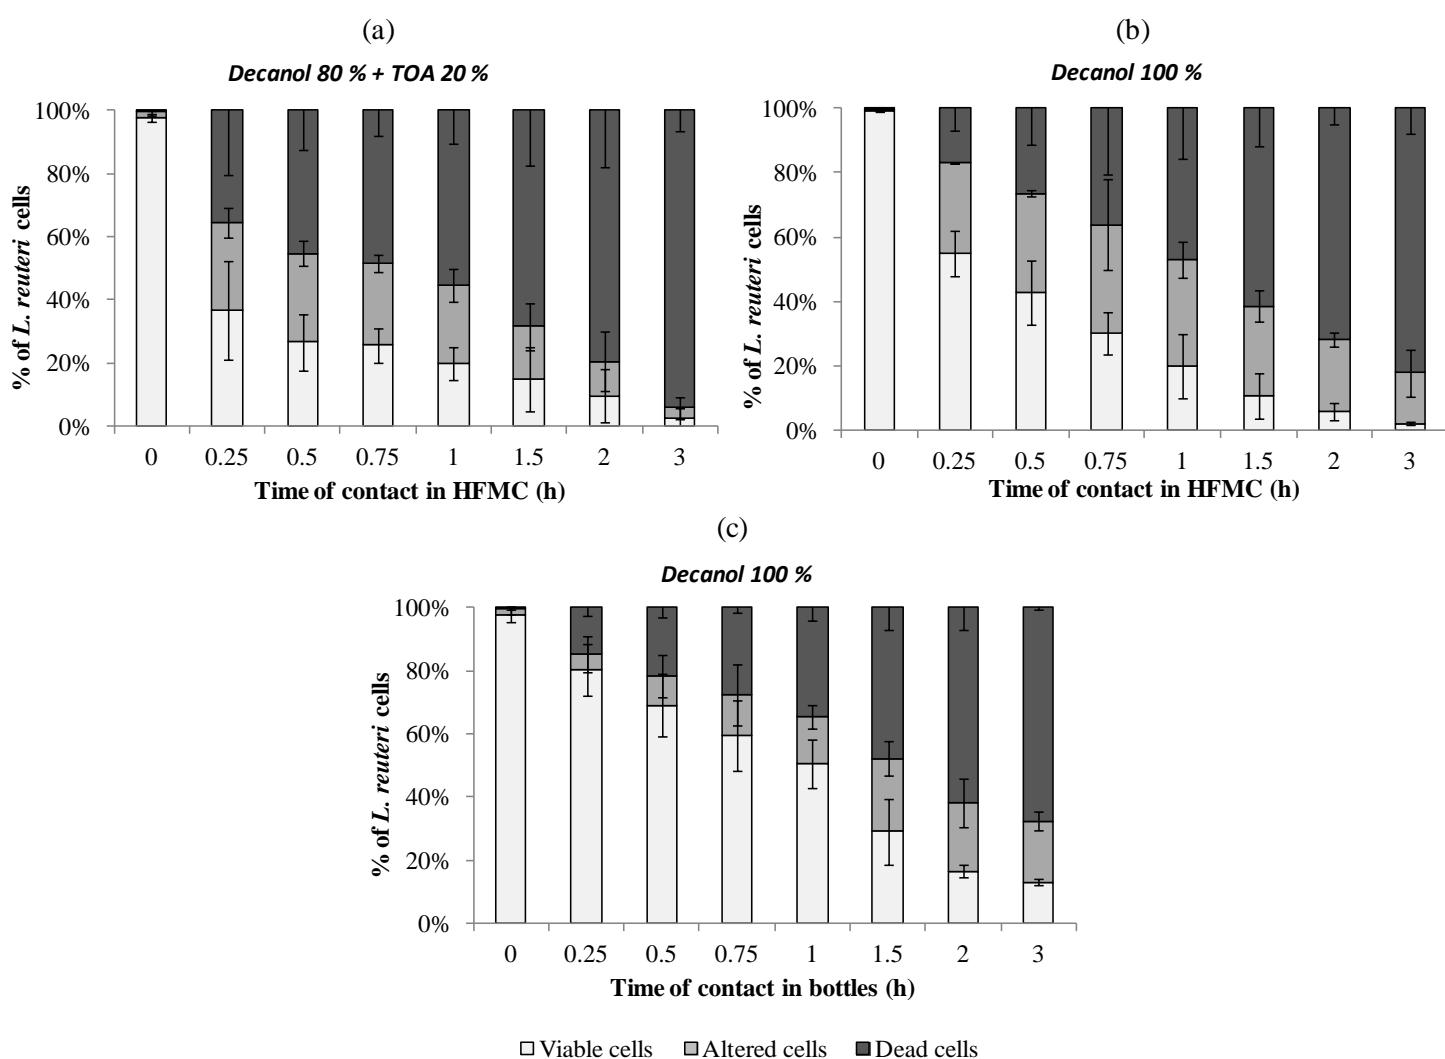 (a)
Decanol 80 % + TOA 20 %
100%
80%
60%
40%
20%
0%
% of L. reuteri cells
0 0.25 0.5 0.75 1 1.5 2 3
Time of contact in HFMC (h)
(b)
Decanol 100 %
100%
80%
60%
40%
20%
0%
% of L. reuteri cells
0 0.25 0.5 0.75 1 1.5 2 3
Time of contact in HFMC (h)
(c)
Decanol 100 %
100%
80%
60%
40%
20%
0%
% of L. reuteri cells
0 0.25 0.5 0.75 1 1.5 2 3
Time of contact in bottles (h)
Viable cells Altered cells Dead cells